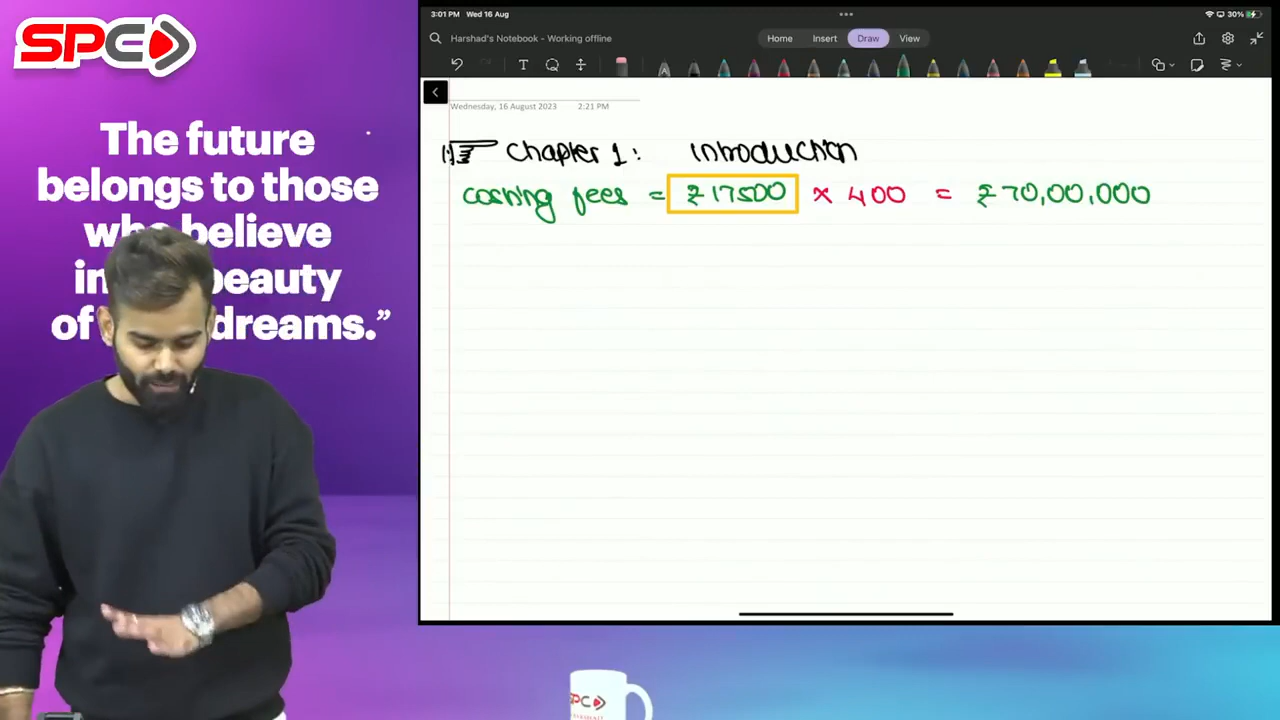 SPC
The future
belongs to those
who believe
in beauty
of dreams.”
3:01 PM Wed 16 Aug
30%
Harshad's Notebook - Working offline
Home Insert Draw View
Wednesday, 16 August 2023 2:21 PM
Chapter 1: Introduction
coaching fees = ₹17500 × 400 = ₹70,00,000
SPC